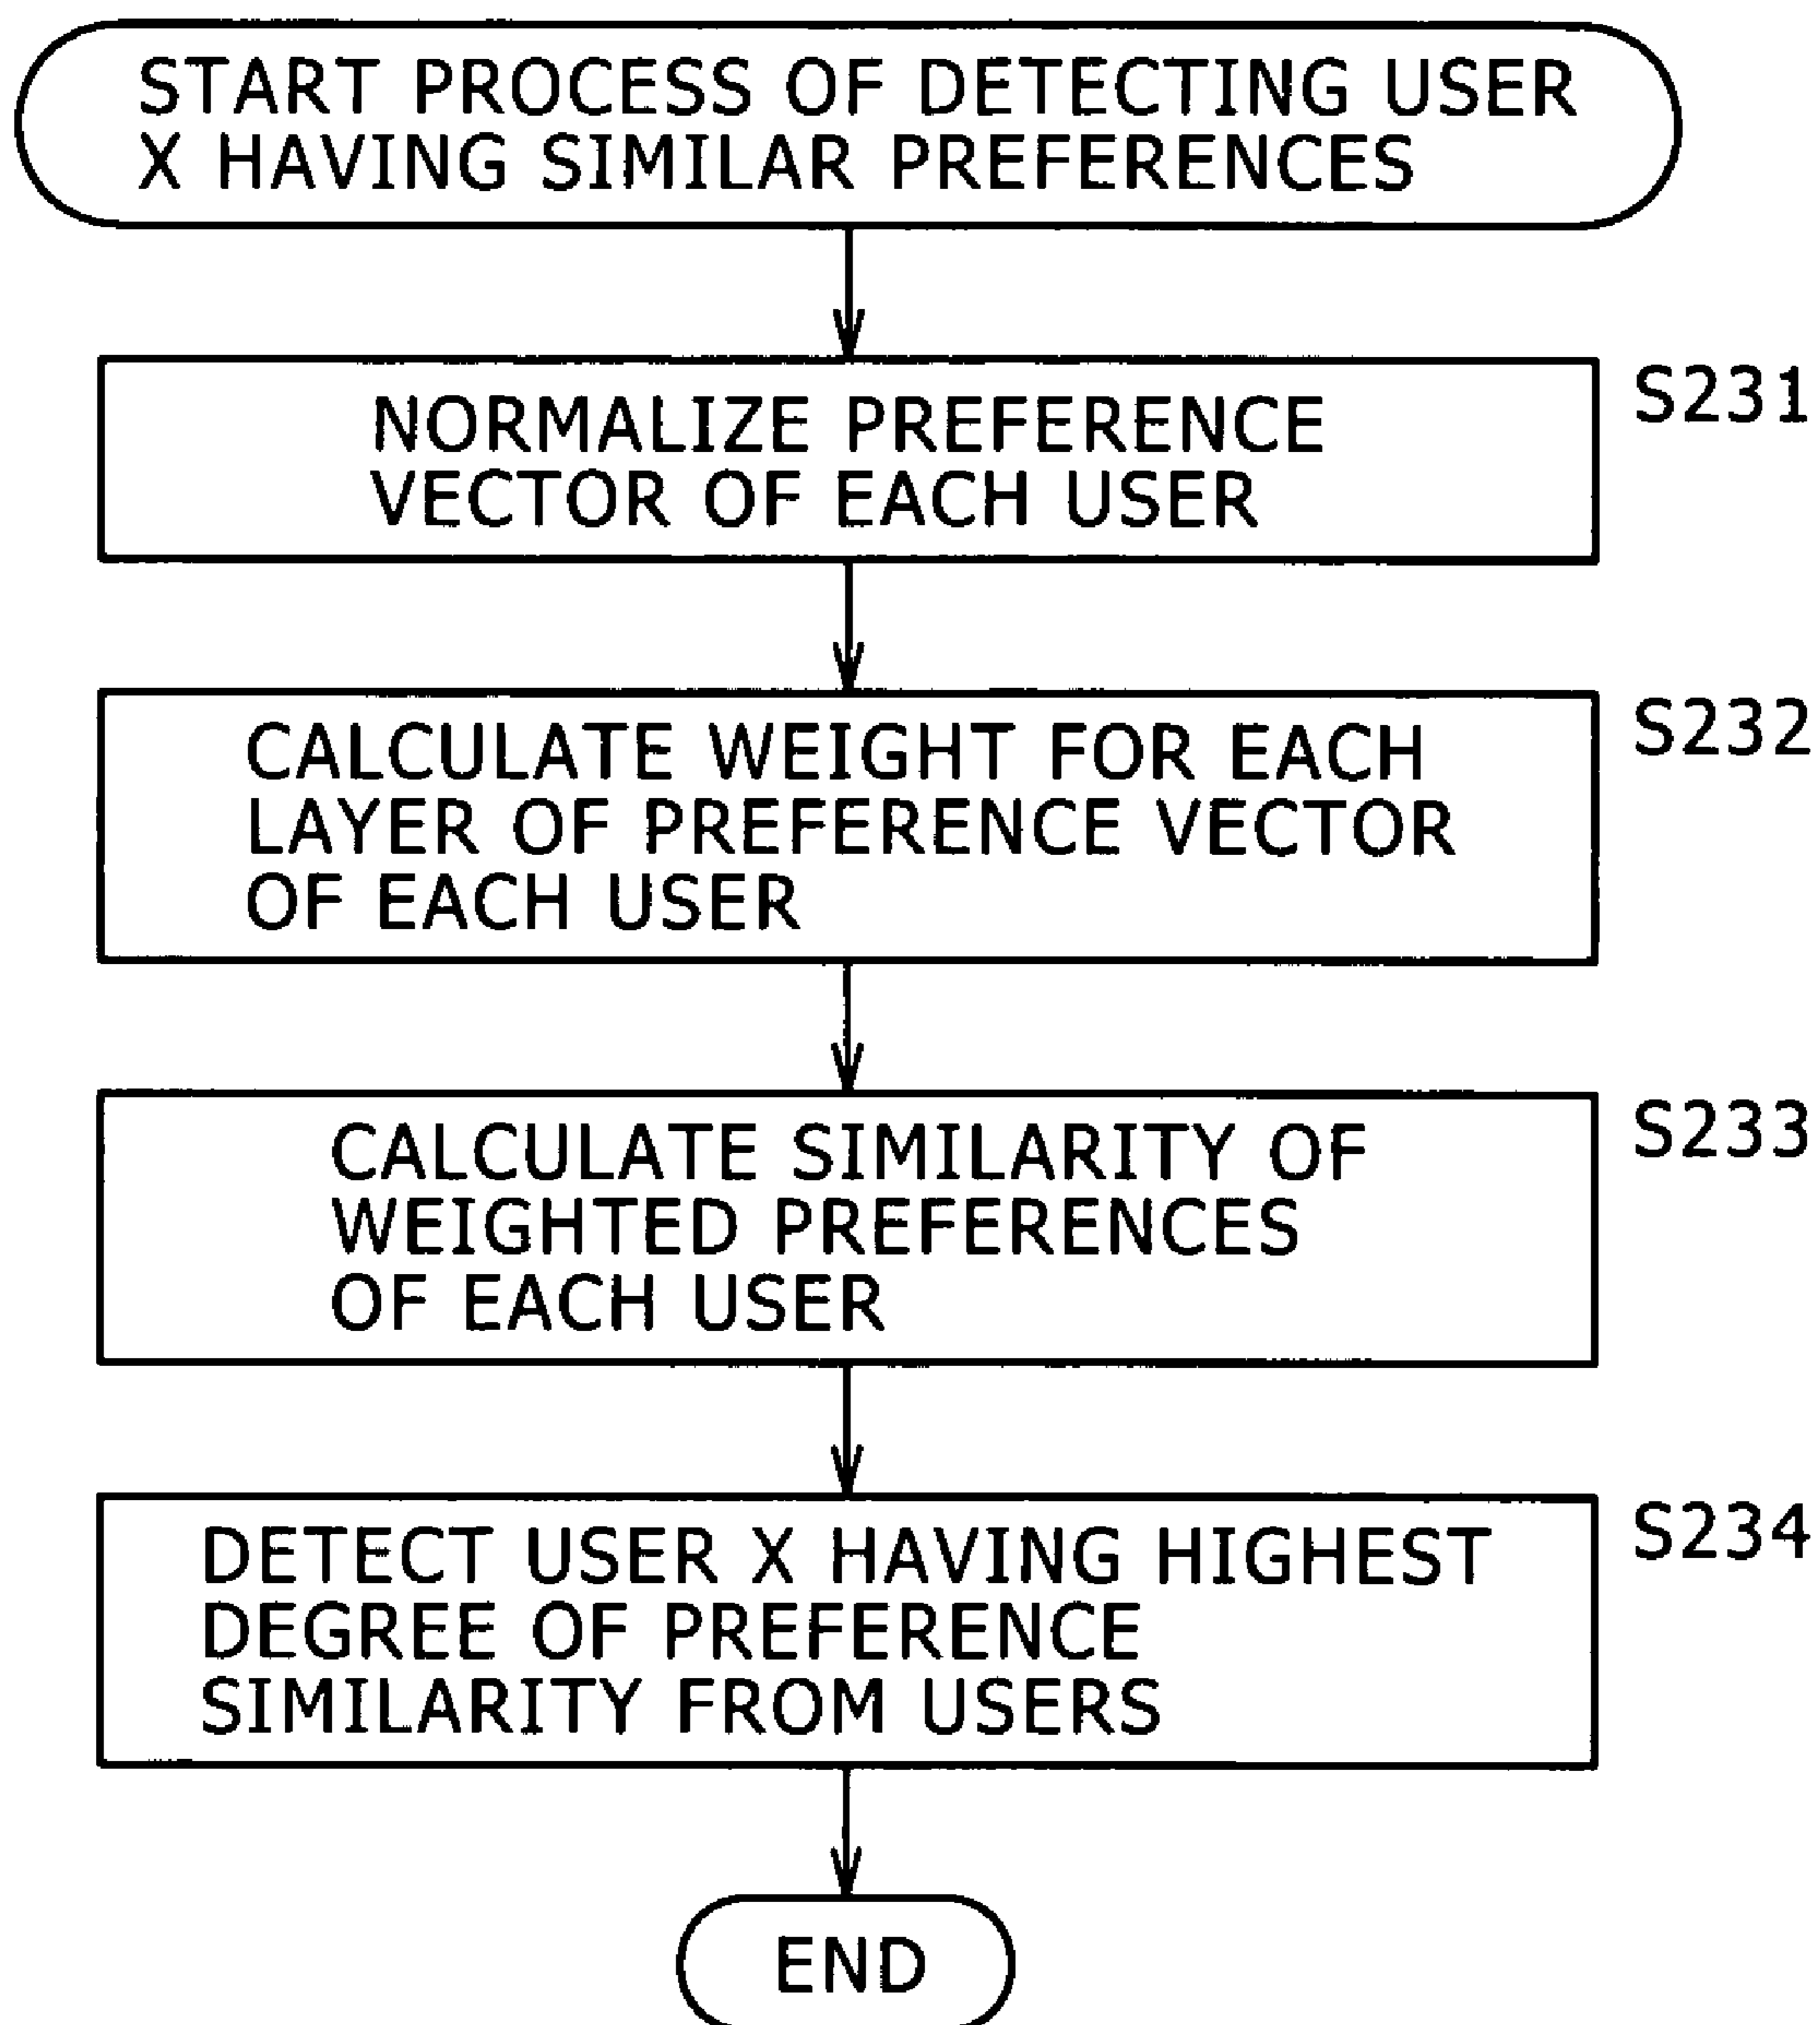 START PROCESS OF DETECTING USER
X HAVING SIMILAR PREFERENCES
NORMALIZE PREFERENCE
VECTOR OF EACH USER
S231
CALCULATE WEIGHT FOR EACH
LAYER OF PREFERENCE VECTOR
OF EACH USER
S232
CALCULATE SIMILARITY OF
WEIGHTED PREFERENCES
OF EACH USER
S233
DETECT USER X HAVING HIGHEST
DEGREE OF PREFERENCE
SIMILARITY FROM USERS
S234
END